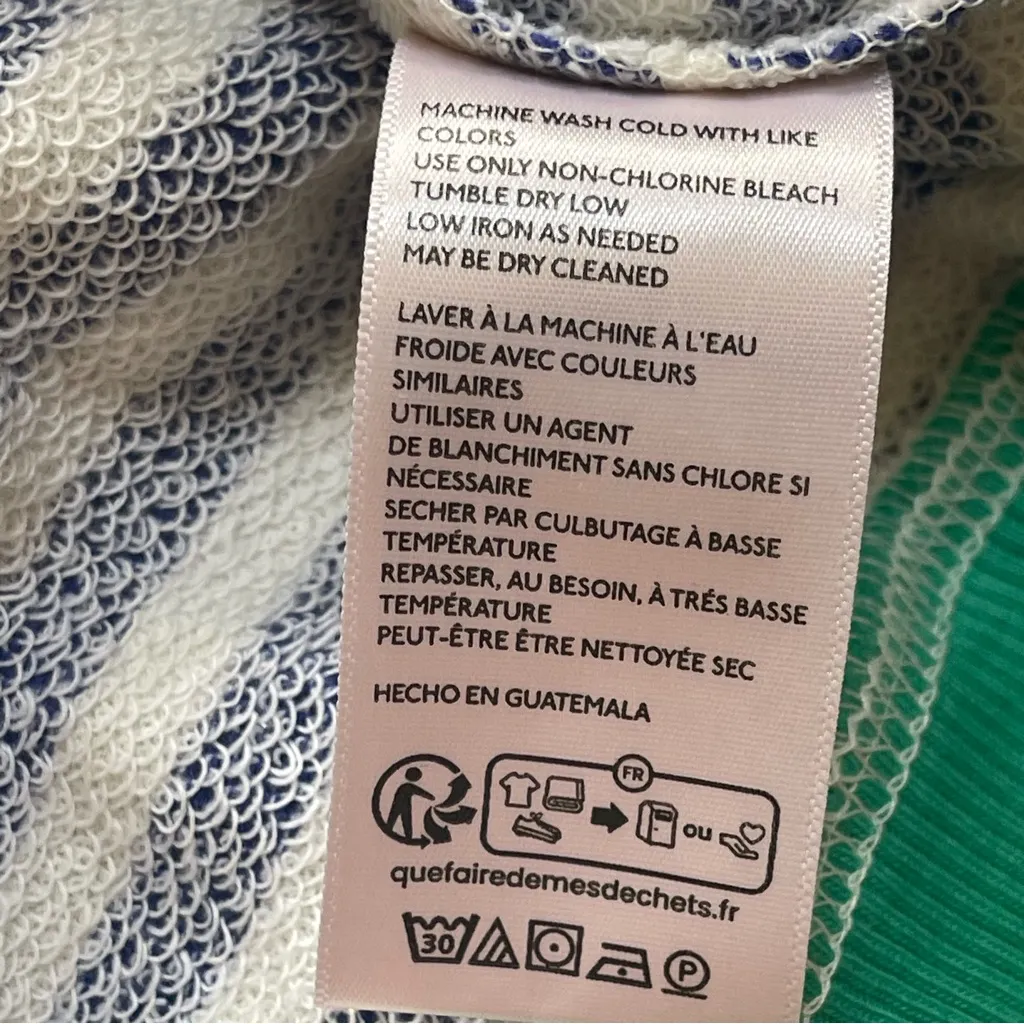 MACHINE WASH COLD WITH LIKE
COLORS
USE ONLY NON-CHLORINE BLEACH
TUMBLE DRY LOW
LOW IRON AS NEEDED
MAY BE DRY CLEANED
LAVER À LA MACHINE À L'EAU
FROIDE AVEC COULEURS
SIMILAIRES
UTILISER UN AGENT
DE BLANCHIMENT SANS CHLORE SI
NÉCESSAIRE
SECHER PAR CULBUTAGE À BASSE
TEMPÉRATURE
REPASSER, AU BESOIN, À TRÉS BASSE
TEMPÉRATURE
PEUT-ÊTRE ÊTRE NETTOYÉE SEC
HECHO EN GUATEMALA
FR
ou
quefairedemesdechets.fr
30 P